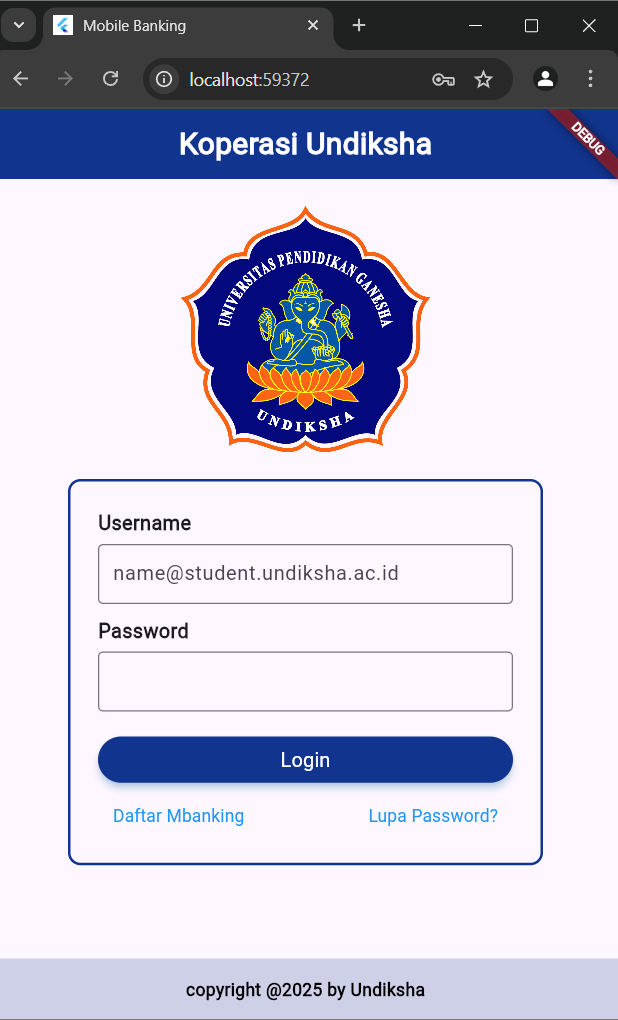 Mobile Banking
localhost:59372
Koperasi Undiksha
DEBUG
UNIVERSITAS PENDIDIKAN GANESHA
UNDIKSHA
Username
name@student.undiksha.ac.id
Password
Login
Daftar Mbanking
Lupa Password?
copyright @2025 by Undiksha